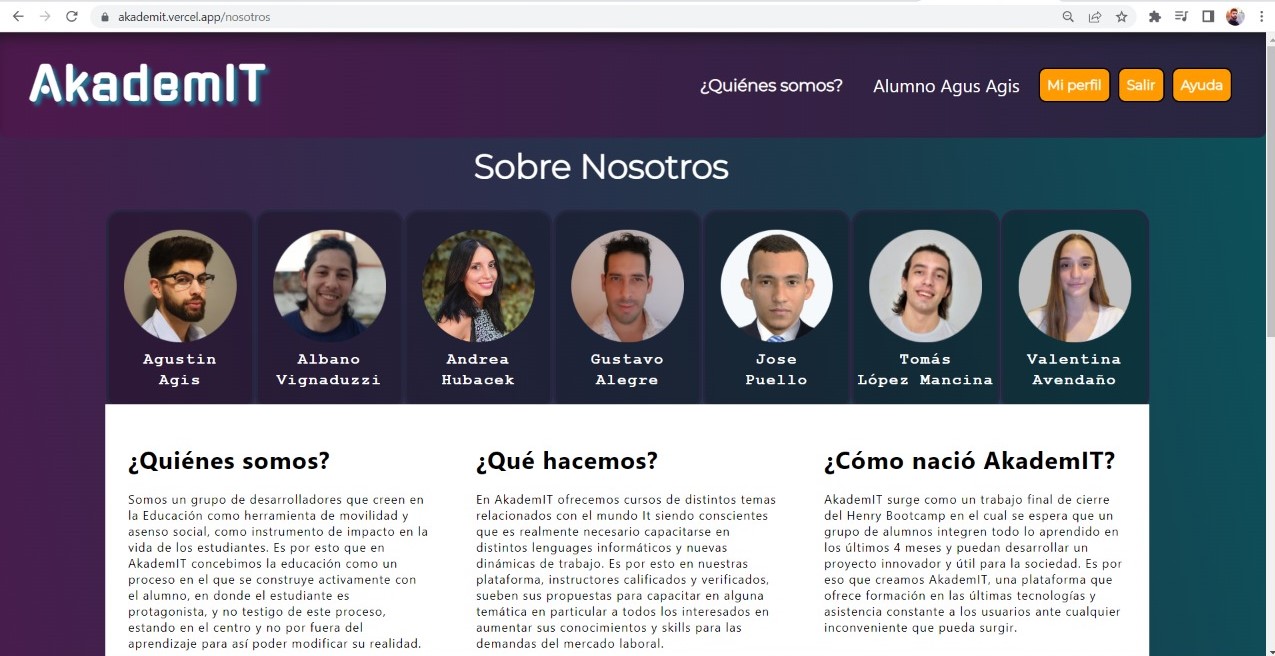 akademit.vercel.app/nosotros
AkademIT
¿Quiénes somos?
Alumno Agus Agis
Mi perfil
Salir
Ayuda
Sobre Nosotros
Agustin
Agis
Albano
Vignaduzzi
Andrea
Hubacek
Gustavo
Alegre
Jose
Puello
Tomás
López Mancina
Valentina
Avendaño
¿Quiénes somos?
Somos un grupo de desarrolladores que creen en
la Educación como herramienta de movilidad y
asenso social, como instrumento de impacto en la
vida de los estudiantes. Es por esto que en
AkademIT concebimos la educación como un
proceso en el que se construye activamente con
el alumno, en donde el estudiante es
protagonista, y no testigo de este proceso,
estando en el centro y no por fuera del
aprendizaje para así poder modificar su realidad.
¿Qué hacemos?
En AkademIT ofrecemos cursos de distintos temas
relacionados con el mundo It siendo conscientes
que es realmente necesario capacitarse en
distintos lenguages informáticos y nuevas
dinámicas de trabajo. Es por esto en nuestras
plataforma, instructores calificados y verificados,
sueben sus propuestas para capacitar en alguna
temática en particular a todos los interesados en
aumentar sus conocimientos y skills para las
demandas del mercado laboral.
¿Cómo nació AkademIT?
AkademIT surge como un trabajo final de cierre
del Henry Bootcamp en el cual se espera que un
grupo de alumnos integren todo lo aprendido en
los últimos 4 meses y puedan desarrollar un
proyecto innovador y útil para la sociedad. Es por
eso que creamos AkademIT, una plataforma que
ofrece formación en las últimas tecnologías y
asistencia constante a los usuarios ante cualquier
inconveniente que pueda surgir.